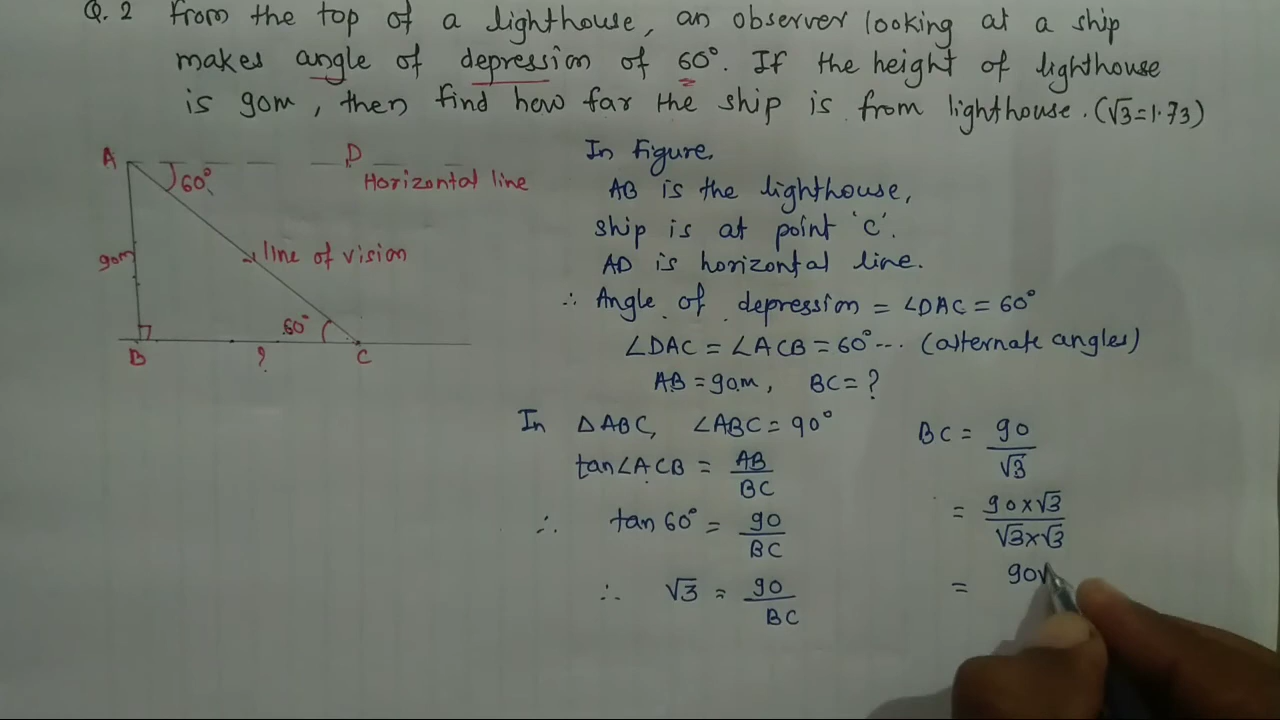 Q. 2 From the top of a lighthouse, an observer looking at a ship
makes angle of depression of 60°. If the height of lighthouse
is 90m, then find how far the ship is from lighthouse. (√3=1.73)
A
D
60°
Horizontal line
90m
line of vision
60°
B
?
C
In figure,
AB is the lighthouse,
ship is at point 'c'.
AD is horizontal line.
∴ Angle of depression = ∠DAC = 60°
∠DAC = ∠ACB = 60° ... (alternate angles)
AB = 90m, BC = ?
In △ABC, ∠ABC = 90°
tan∠ACB = AB/BC
∴ tan 60° = 90/BC
∴ √3 = 90/BC
BC = 90/√3
= 90×√3/√3×√3
= 90√